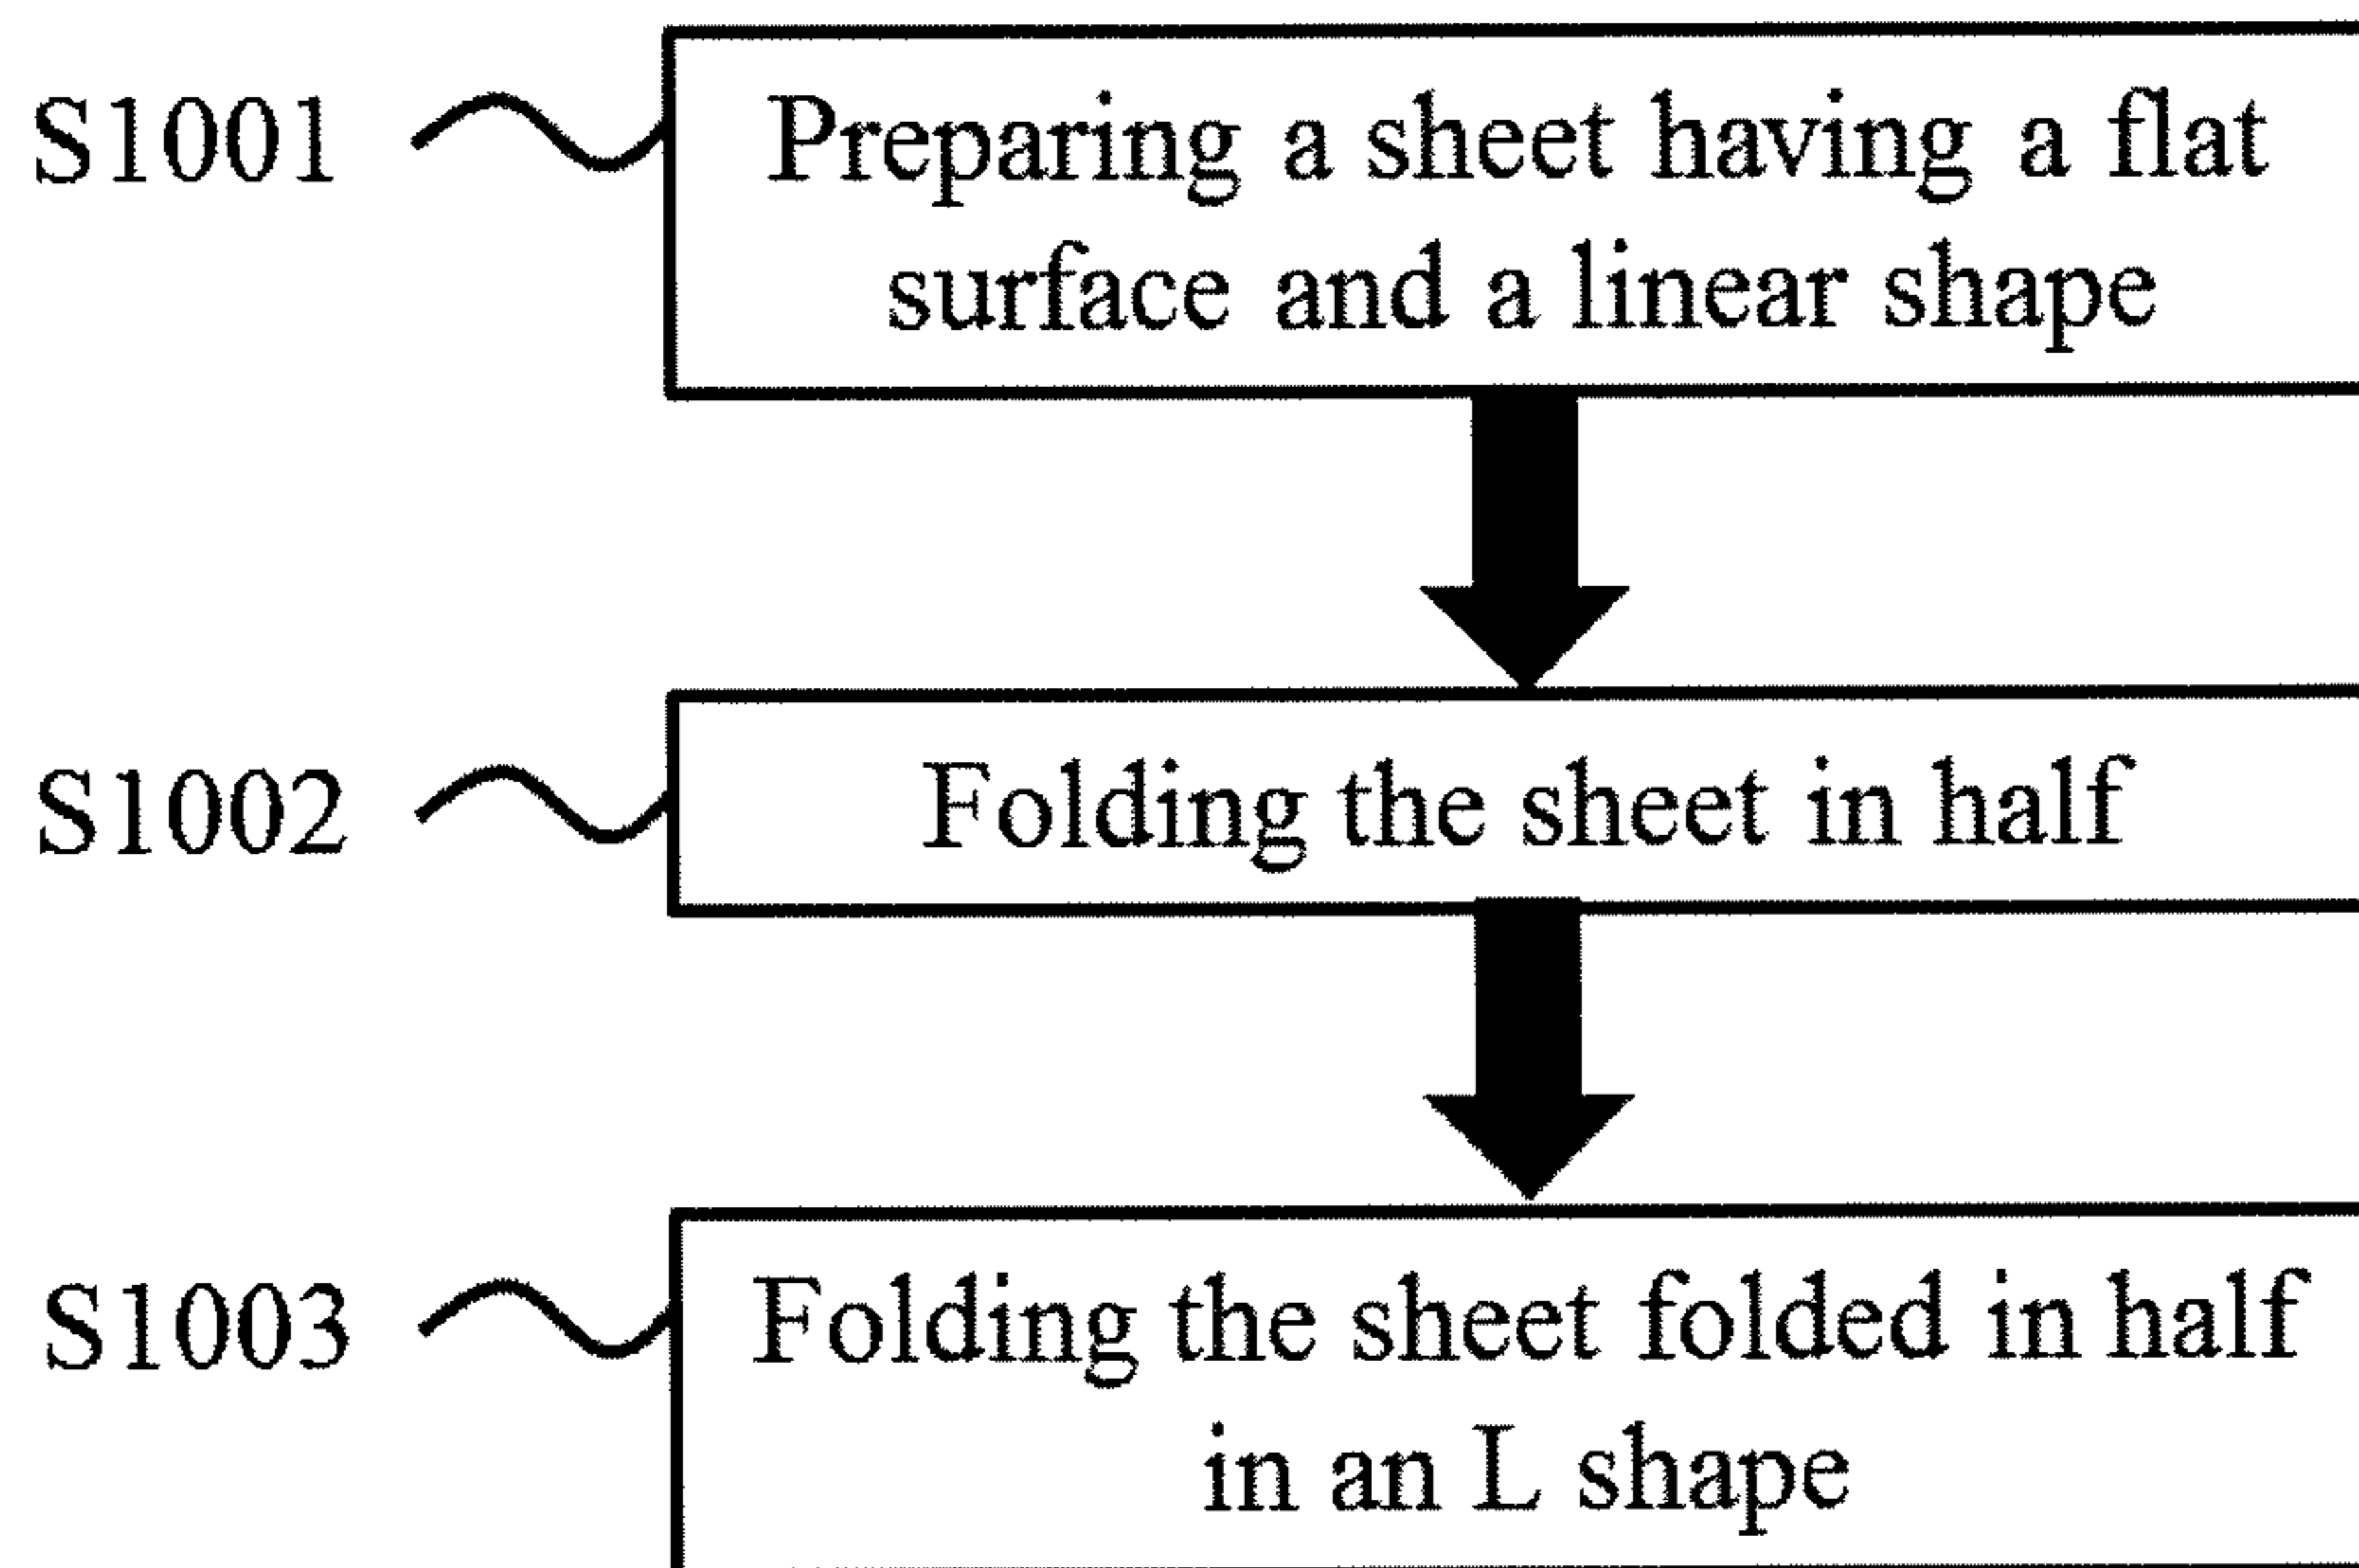 S1001
Preparing a sheet having a flat
surface and a linear shape
S1002
Folding the sheet in half
S1003
Folding the sheet folded in half
in an L shape